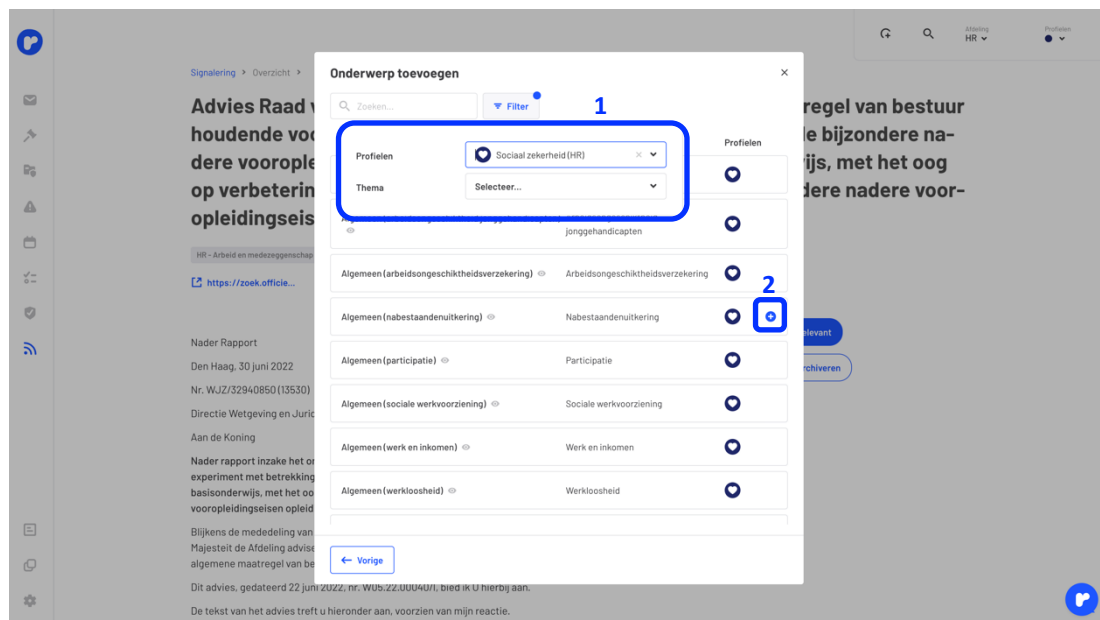 Afdeling
Profielen
HR
Signalering > Overzicht >
Onderwerp toevoegen
×
Advies Raad v
regel van bestuur
Zoeken...
Filter
1
houdende voo
le bijzondere na-
dere voorople
ijs, met het oog
op verbeterin
dere nadere voor-
opleidingseis
Profielen
Profielen
Sociaal zekerheid (HR)
×
Thema
Selecteer...
jonggehandicapten
HR - Arbeid en medezeggenschap
https://zoek.officie...
Algemeen (arbeidsongeschiktheidsverzekering)
Arbeidsongeschiktheidsverzekering
2
Algemeen (nabestaandenuitkering)
Nabestaandenuitkering
elevant
Nader Rapport
Algemeen (participatie)
Participatie
rchiveren
Den Haag, 30 juni 2022
Nr. WJZ/32940850 (13530)
Algemeen (sociale werkvoorziening)
Sociale werkvoorziening
Directie Wetgeving en Juric
Aan de Koning
Algemeen (werk en inkomen)
Werk en inkomen
Nader rapport inzake het or
experiment met betrekking
basisonderwijs, met het oo
Algemeen (werkloosheid)
Werkloosheid
vooropleidingseisen opleid
Blijkens de mededeling van
Majesteit de Afdeling advise
algemene maatregel van be
← Vorige
Dit advies, gedateerd 22 juni 2022, nr. W05.22.00040/I, bied ik U hierbij aan.
De tekst van het advies treft u hieronder aan, voorzien van mijn reactie.